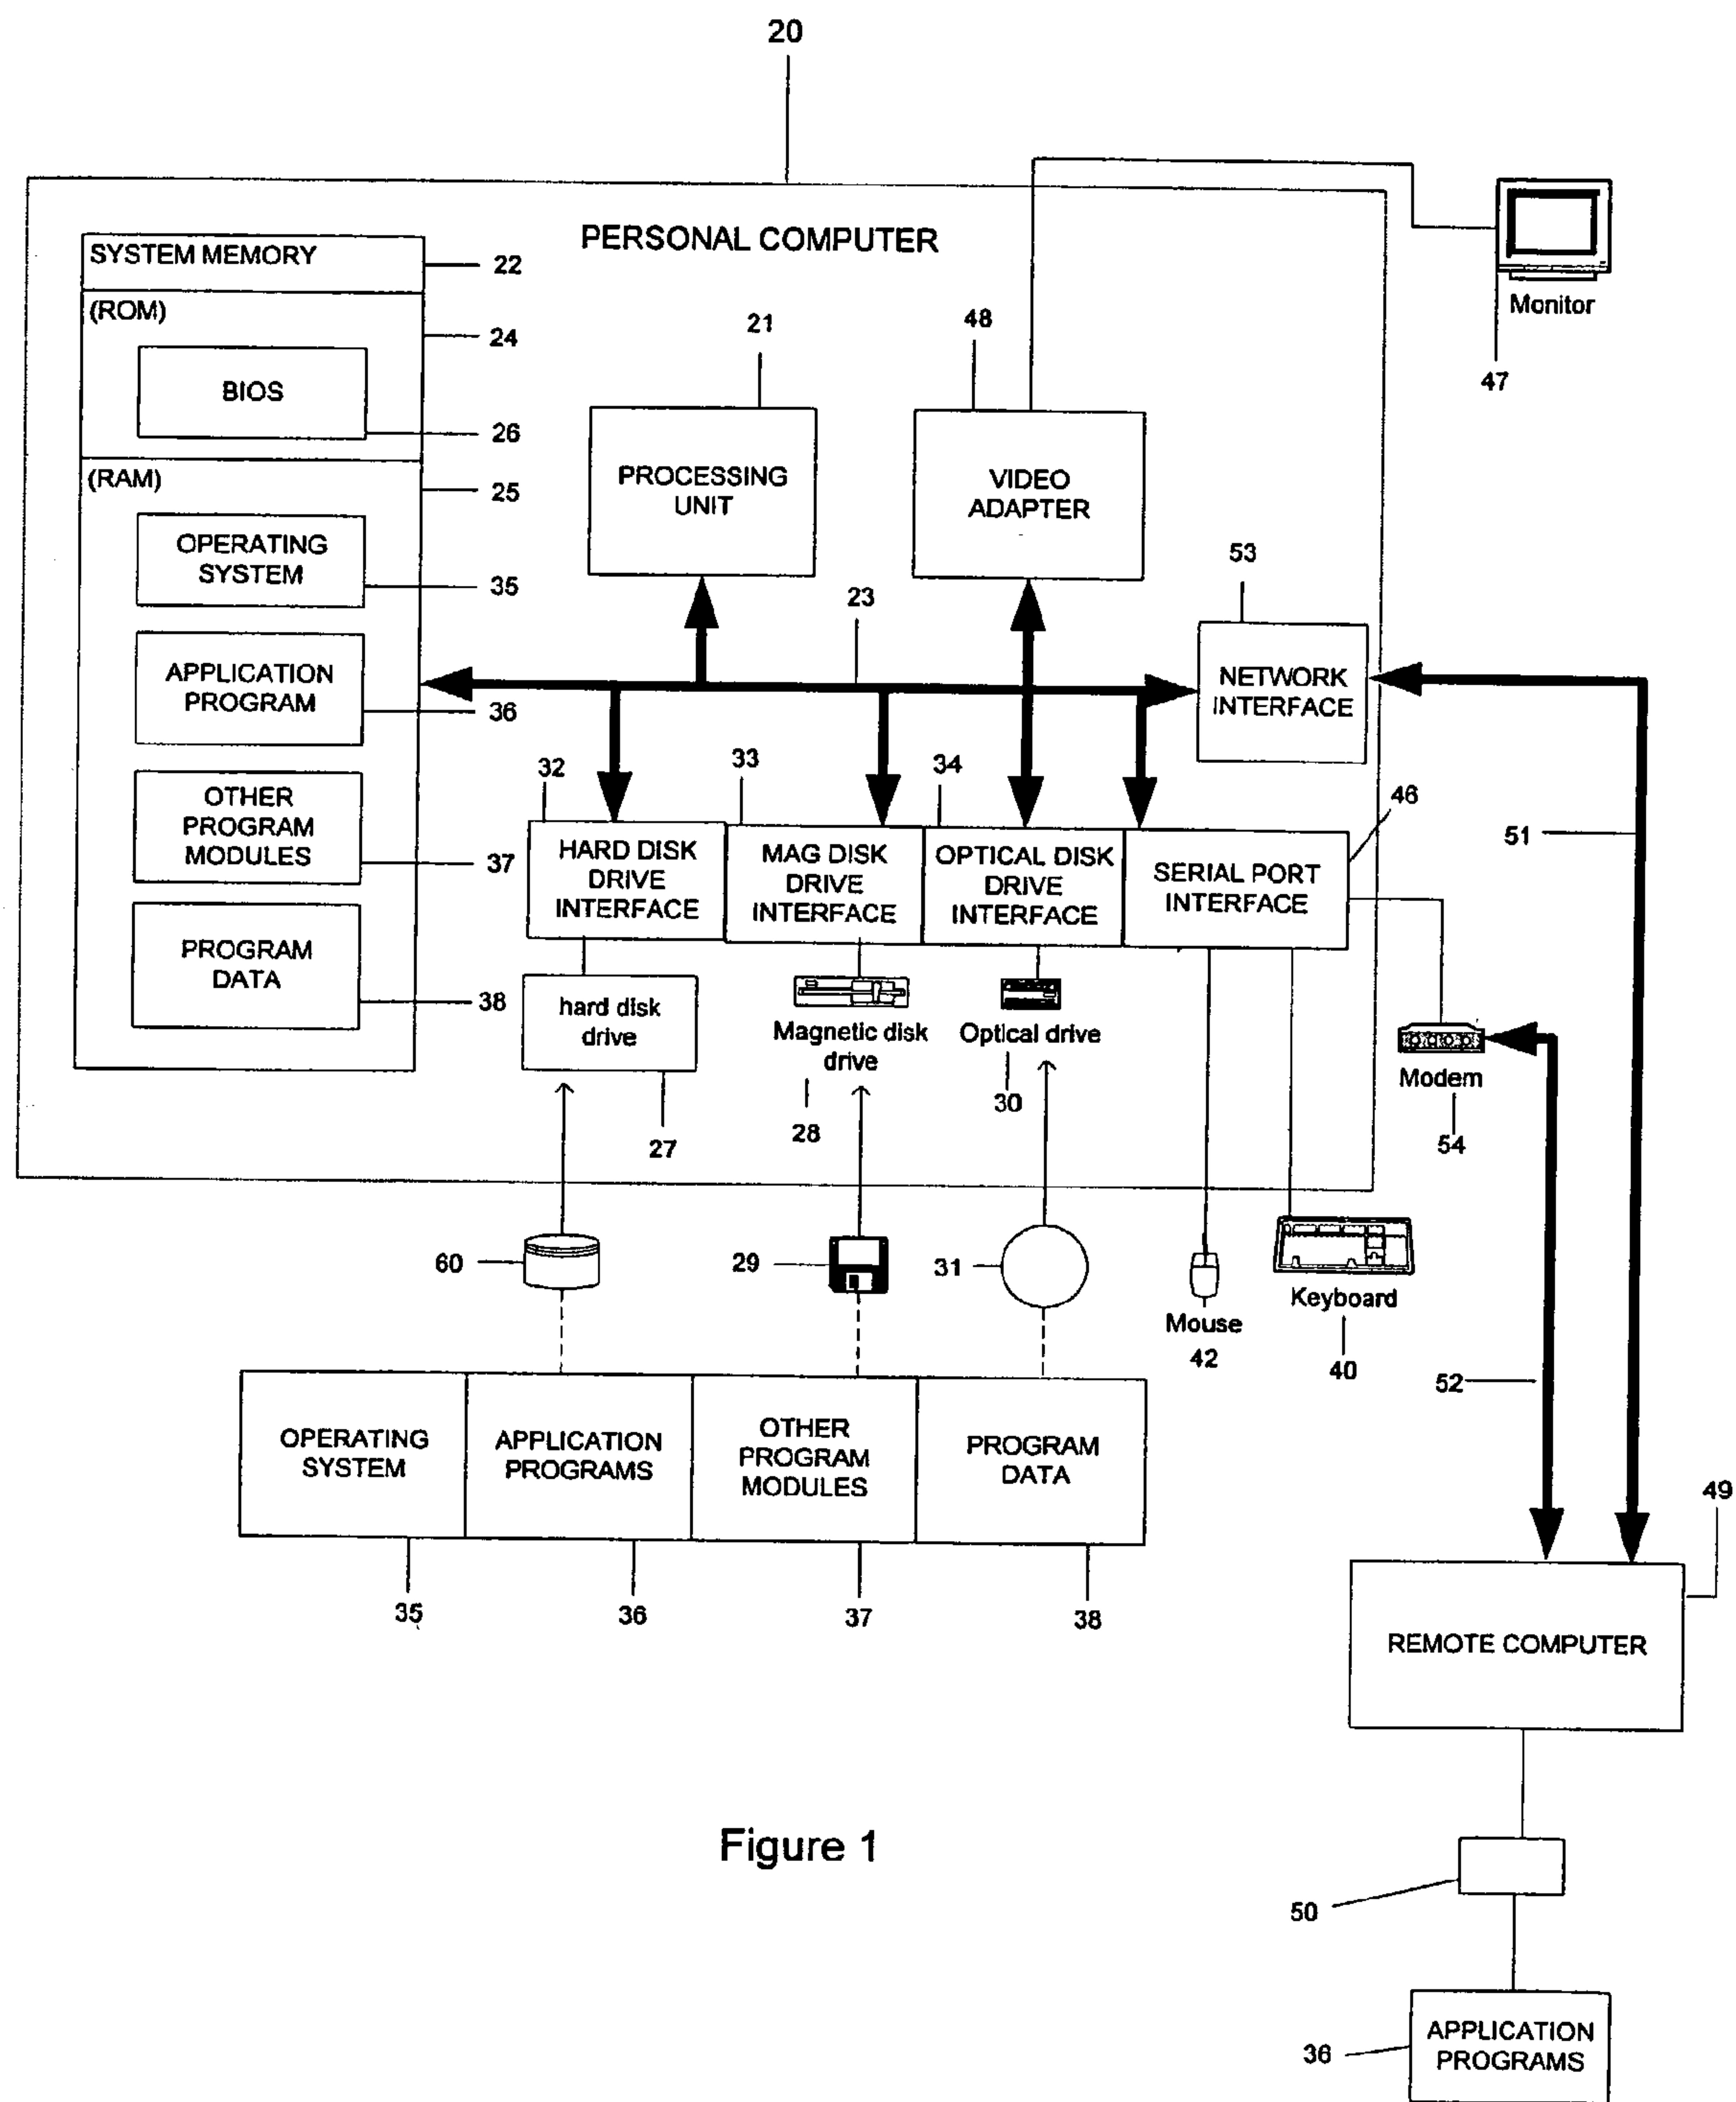 20
PERSONAL COMPUTER
SYSTEM MEMORY
22
(ROM)
24
BIOS
26
(RAM)
25
OPERATING
SYSTEM
35
APPLICATION
PROGRAM
36
OTHER
PROGRAM
MODULES
37
PROGRAM
DATA
38
21
PROCESSING
UNIT
48
VIDEO
ADAPTER
Monitor
47
23
53
NETWORK
INTERFACE
32
HARD DISK
DRIVE
INTERFACE
33
MAG DISK
DRIVE
INTERFACE
34
OPTICAL DISK
DRIVE
INTERFACE
46
SERIAL PORT
INTERFACE
51
hard disk
drive
27
Magnetic disk
drive
28
Optical drive
30
Modem
54
60
29
31
Mouse
42
Keyboard
40
52
OPERATING
SYSTEM
35
APPLICATION
PROGRAMS
36
OTHER
PROGRAM
MODULES
37
PROGRAM
DATA
38
49
REMOTE COMPUTER
Figure 1
50
36
APPLICATION
PROGRAMS